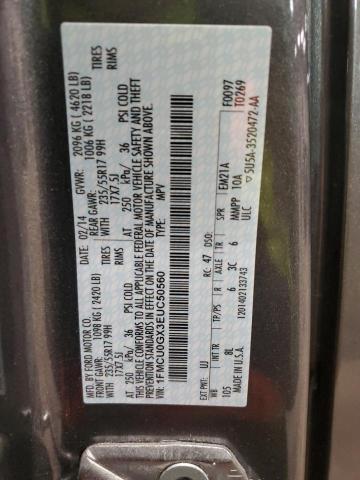 MFD. BY FORD MOTOR CO.
DATE: 02/14 GVWR: 2096 KG ( 4620 LB)
FRONT GAWR: 1098 KG (2420 LB) REAR GAWR: 1006 KG ( 2218 LB)
235/55R17 99H TIRES WITH 235/55R17 99H TIRES
17X7.5J RIMS WITH 17X7.5J RIMS
AT 250 kPa/ 36 PSI COLD AT 250 kPa/ 36 PSI COLD
THIS VEHICLE CONFORMS TO ALL APPLICABLE FEDERAL MOTOR VEHICLE SAFETY AND THEFT PREVENTION STANDARDS IN EFFECT ON THE DATE OF MANUFACTURE SHOWN ABOVE.
VIN: 1FMCU0GX3EUC50560
TYPE: MPV
F0097
T0269
EXT PNT: UJ RC: 47 DSO: EM21A
WB INT TR TP/PS R AXLE TR SPR MMPP 10A
105 8L 6 3C 6 ULC
MADE IN U.S.A. 5U5A-3520472-AA
1201402133743